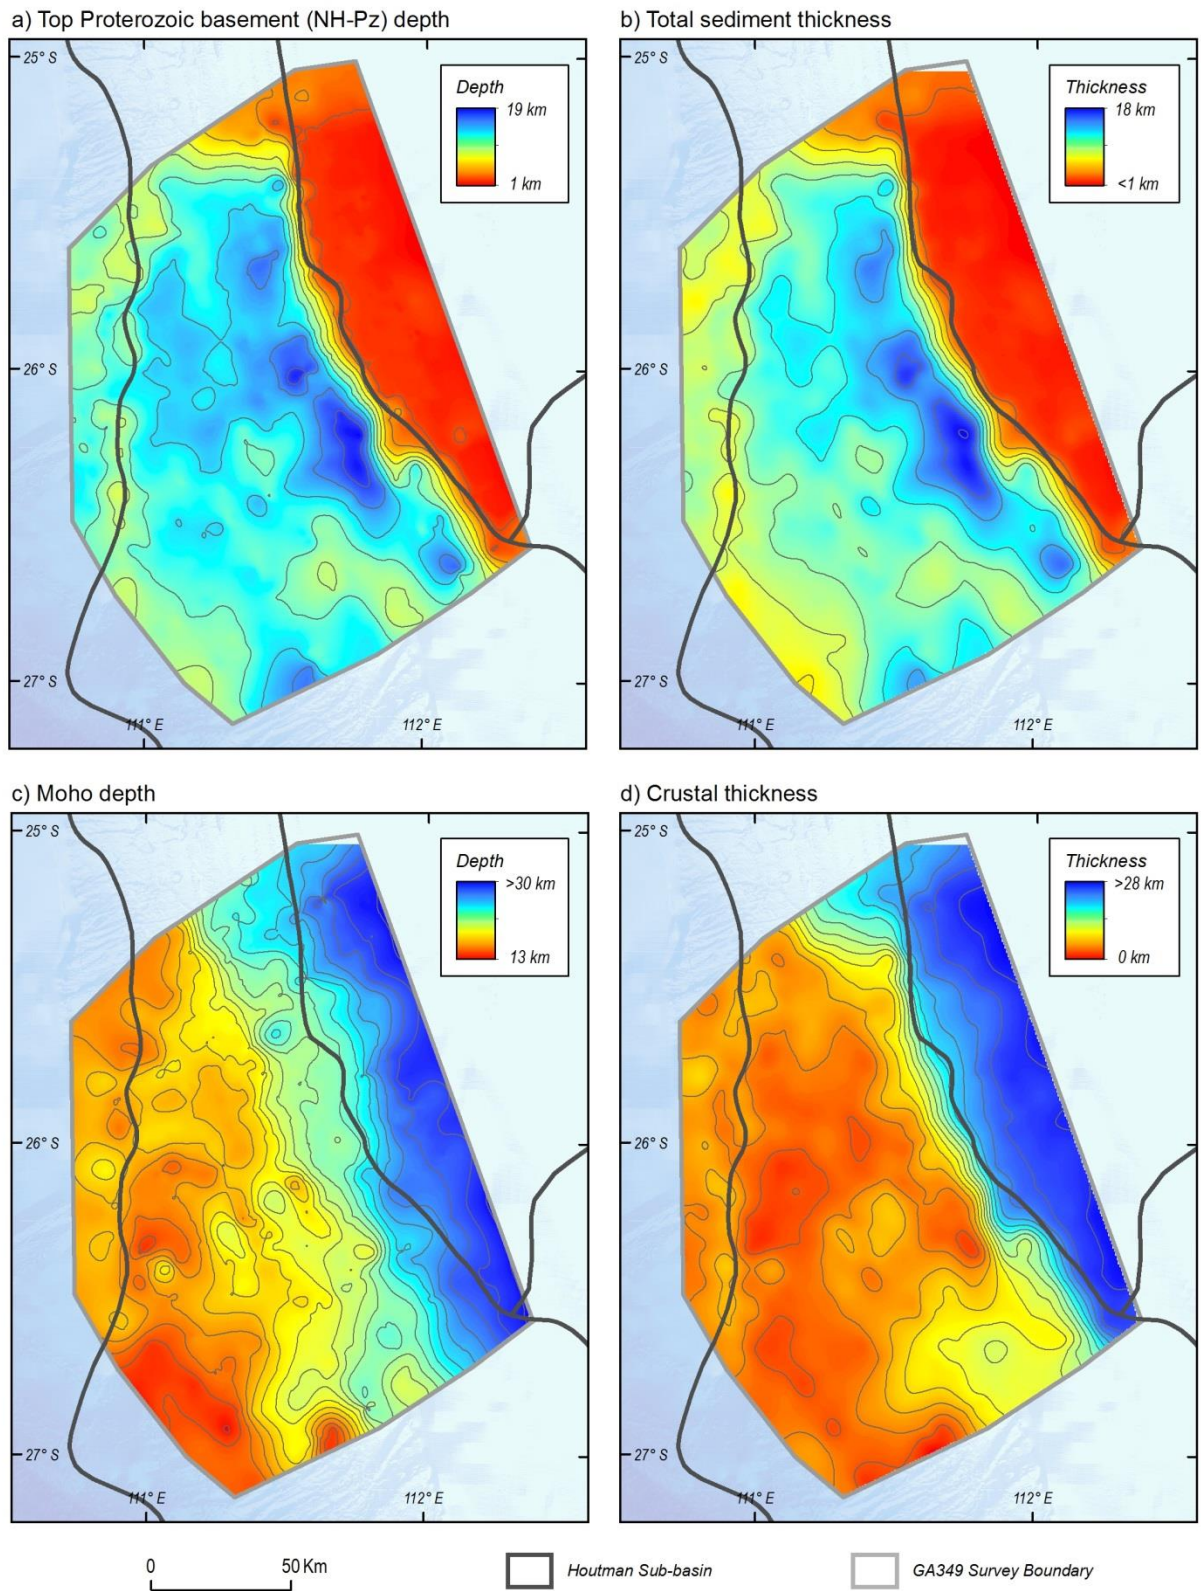 a) Top Proterozoic basement (NH-Pz) depth
b) Total sediment thickness
25° S
Depth
19 km
1 km
25° S
Thickness
18 km
<1 km
26° S
26° S
27° S
27° S
111° E
112° E
112° E
c) Moho depth
d) Crustal thickness
25° S
Depth
>30 km
13 km
25° S
Thickness
>28 km
0 km
26° S
26° S
27° S
27° S
111° E
112° E
112° E
0
50 Km
Houtman Sub-basin
GA349 Survey Boundary